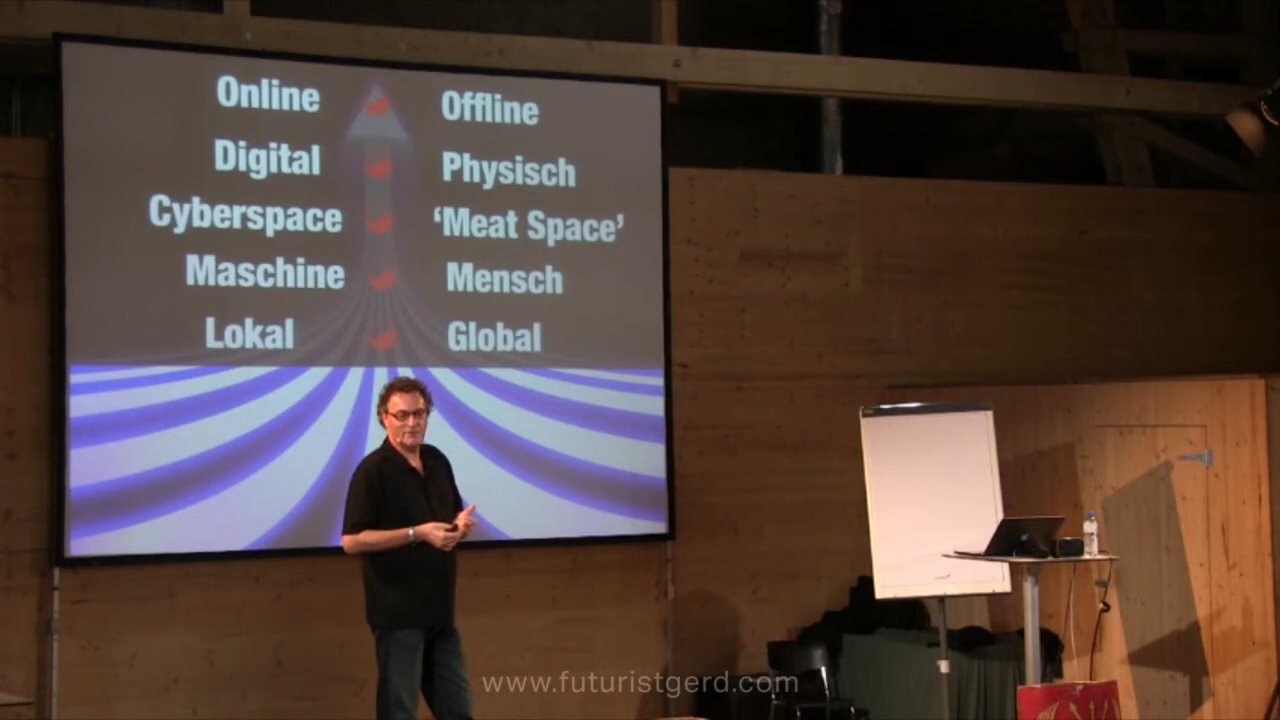 Online Offline
Digital Physisch
Cyberspace ‘Meat Space’
Maschine Mensch
Lokal Global
www.futuristgerd.com